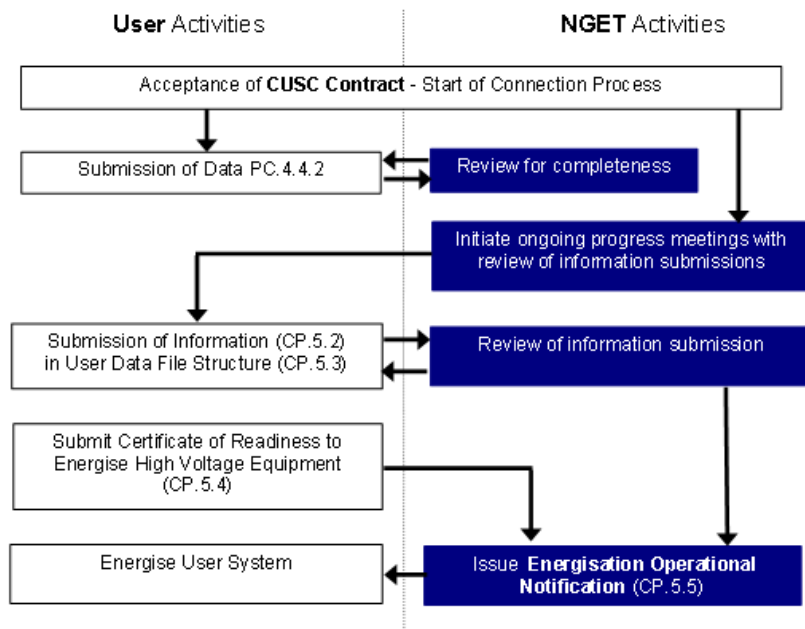 User Activities
NGET Activities
Acceptance of CUSC Contract - Start of Connection Process
Submission of Data PC.4.4.2
Review for completeness
Initiate ongoing progress meetings with
review of information submissions
Submission of Information (CP.5.2)
in User Data File Structure (CP.5.3)
Review of information submission
Submit Certificate of Readiness to
Energise High Voltage Equipment
(CP.5.4)
Energise User System
Issue Energisation Operational
Notification (CP.5.5)